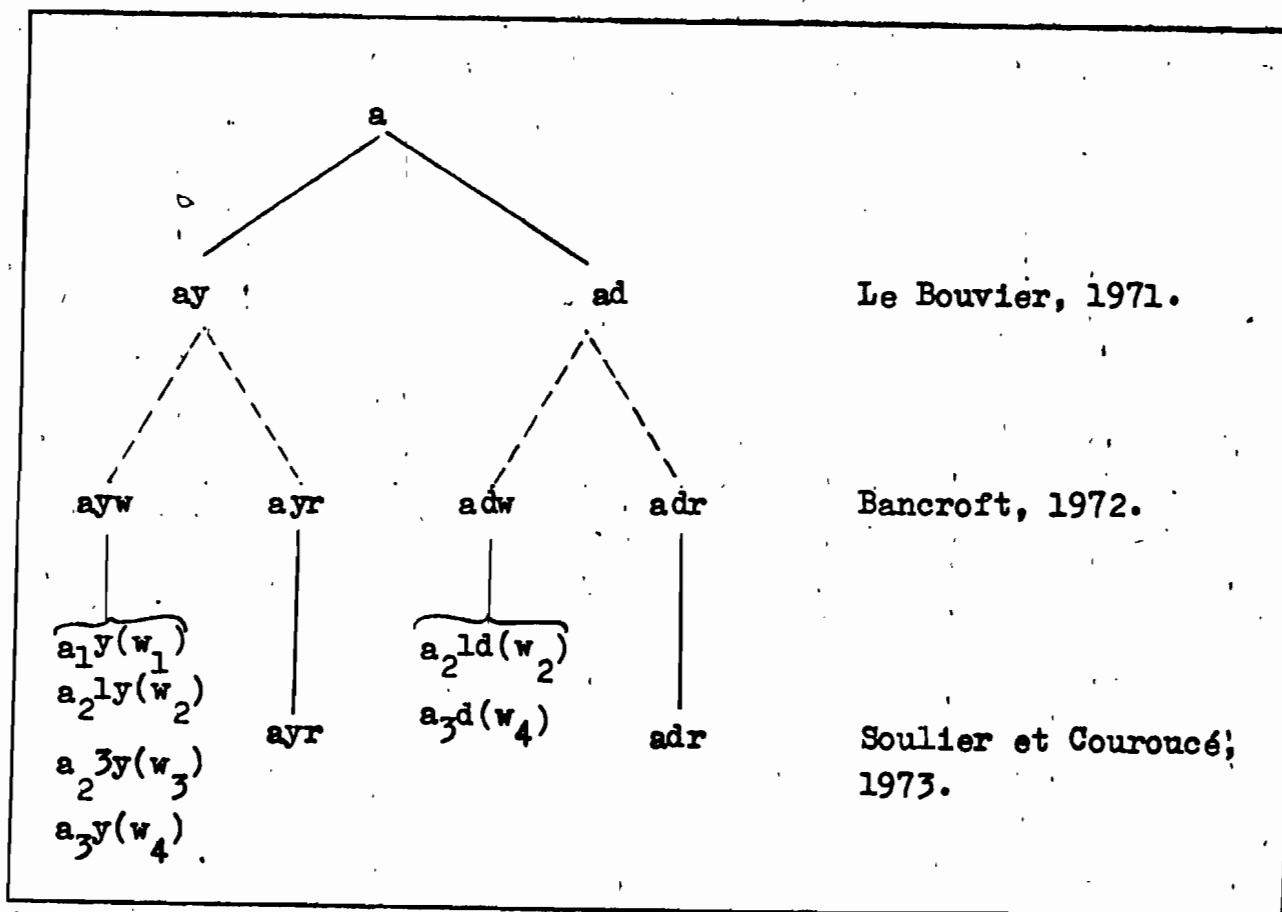 a
ay ad Le Bouvier, 1971.
ayw ayr adw adr Bancroft, 1972.
a₁y(w₁) a₂1d(w₂)
a₂1y(w₂) a₃d(w₄)
ayr adr Soulier et Couroucé,
a₂3y(w₃) 1973.
a₃y(w₄)